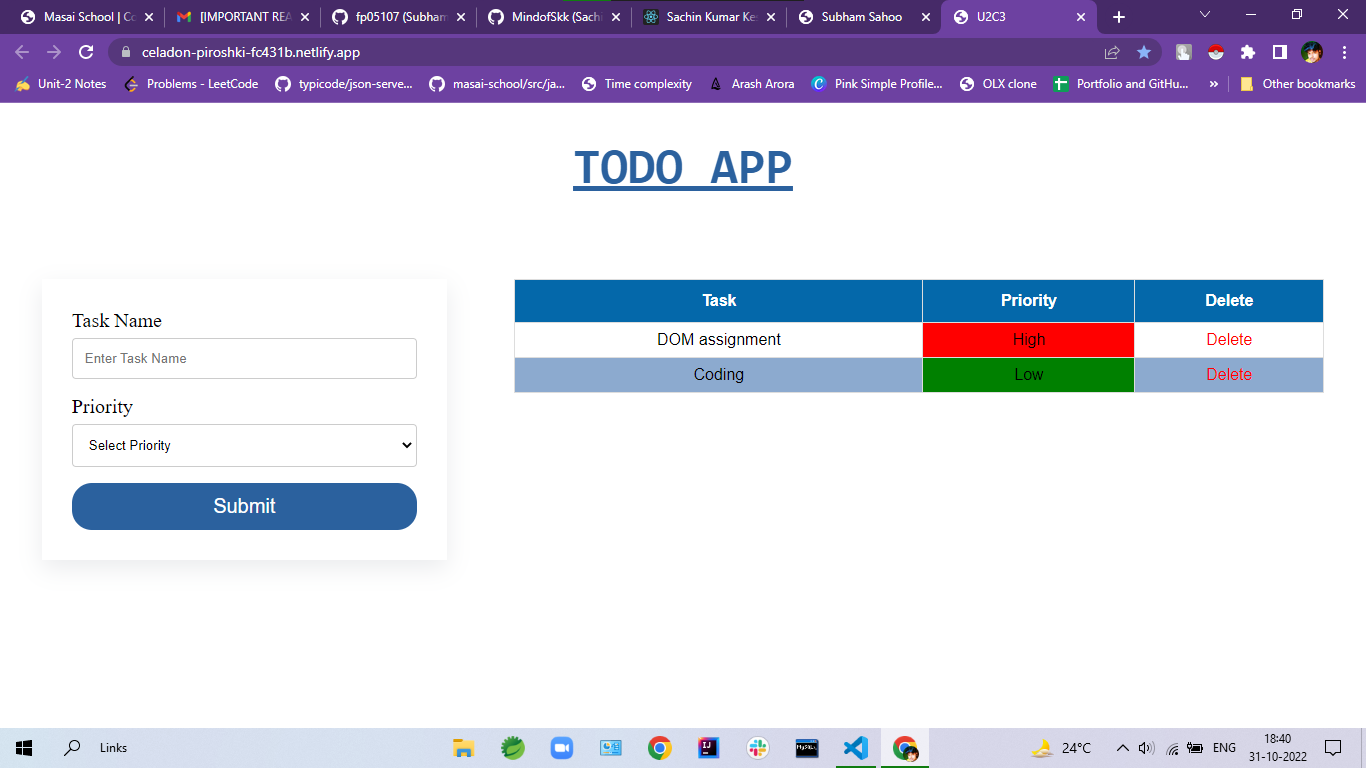 Masai School | Co
[IMPORTANT REA
fp05107 (Subham
MindofSkk (Sach
Sachin Kumar Kes
Subham Sahoo
U2C3
celadon-piroshki-fc431b.netlify.app
Unit-2 Notes
Problems - LeetCode
typicode/json-serve...
masai-school/src/ja...
Time complexity
Arash Arora
Pink Simple Profile...
OLX clone
Portfolio and GitHu...
»
Other bookmarks
TODO APP
Task Name
Enter Task Name
Priority
Select Priority
Submit
Task Priority Delete
DOM assignment High Delete
Coding Low Delete
Links
24°C
ENG
18:40
31-10-2022